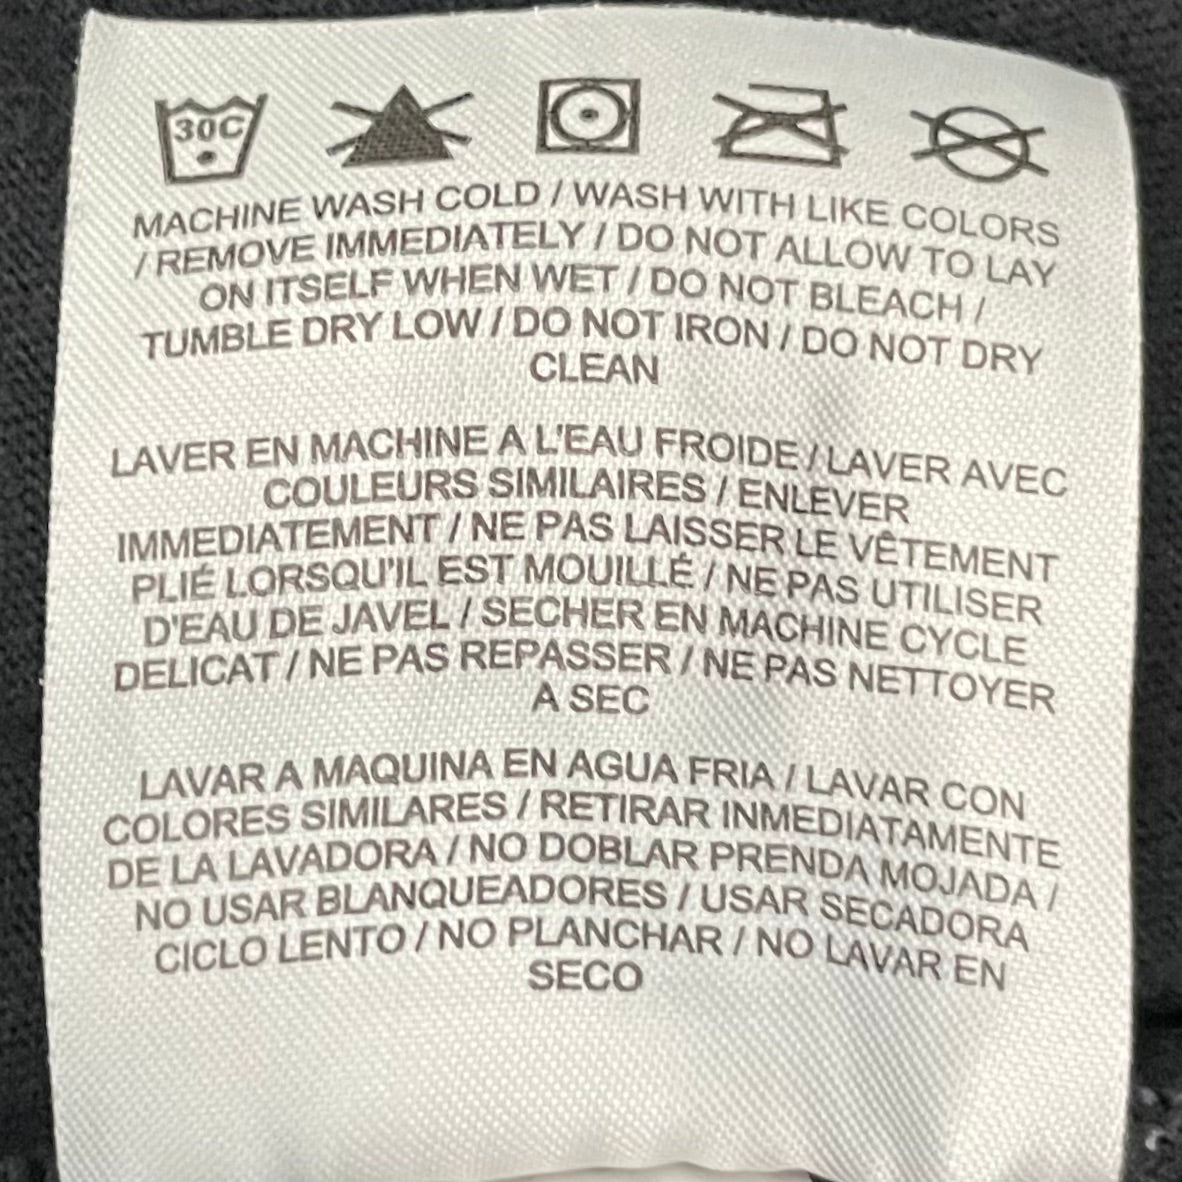 30C
MACHINE WASH COLD / WASH WITH LIKE COLORS
/ REMOVE IMMEDIATELY / DO NOT ALLOW TO LAY
ON ITSELF WHEN WET / DO NOT BLEACH /
TUMBLE DRY LOW / DO NOT IRON / DO NOT DRY
CLEAN
LAVER EN MACHINE A L'EAU FROIDE / LAVER AVEC
COULEURS SIMILAIRES / ENLEVER
IMMEDIATEMENT / NE PAS LAISSER LE VÊTEMENT
PLIÉ LORSQU'IL EST MOUILLÉ / NE PAS UTILISER
D'EAU DE JAVEL / SECHER EN MACHINE CYCLE
DELICAT / NE PAS REPASSER / NE PAS NETTOYER
A SEC
LAVAR A MAQUINA EN AGUA FRIA / LAVAR CON
COLORES SIMILARES / RETIRAR INMEDIATAMENTE
DE LA LAVADORA / NO DOBLAR PRENDA MOJADA /
NO USAR BLANQUEADORES / USAR SECADORA
CICLO LENTO / NO PLANCHAR / NO LAVAR EN
SECO